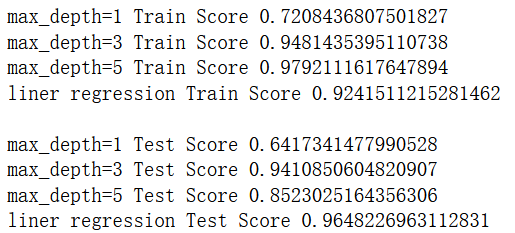 max_depth=1 Train Score 0.7208436807501827
max_depth=3 Train Score 0.9481435395110738
max_depth=5 Train Score 0.9792111617647894
liner regression Train Score 0.9241511215281462
max_depth=1 Test Score 0.6417341477990528
max_depth=3 Test Score 0.9410850604820907
max_depth=5 Test Score 0.8523025164356306
liner regression Test Score 0.9648226963112831